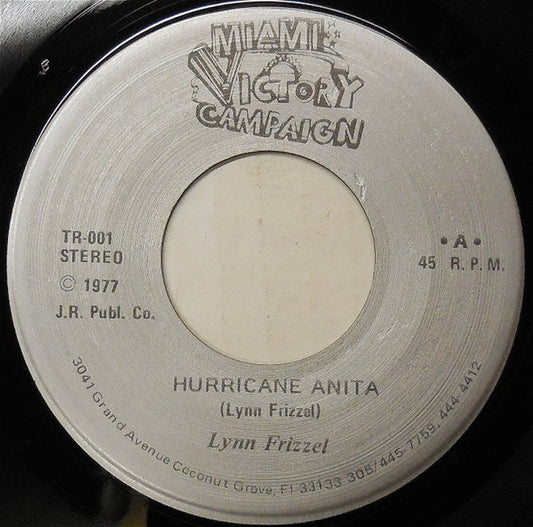 MIAMI
VICTORY
CAMPAIGN
TR-001
STEREO
© 1977
J.R. Publ. Co.
• A •
45 R. P. M.
HURRICANE ANITA
(Lynn Frizzel)
Lynn Frizzel
3041 Grand Avenue Coconut Grove, Fl 33133 305/445-7759, 444-4412